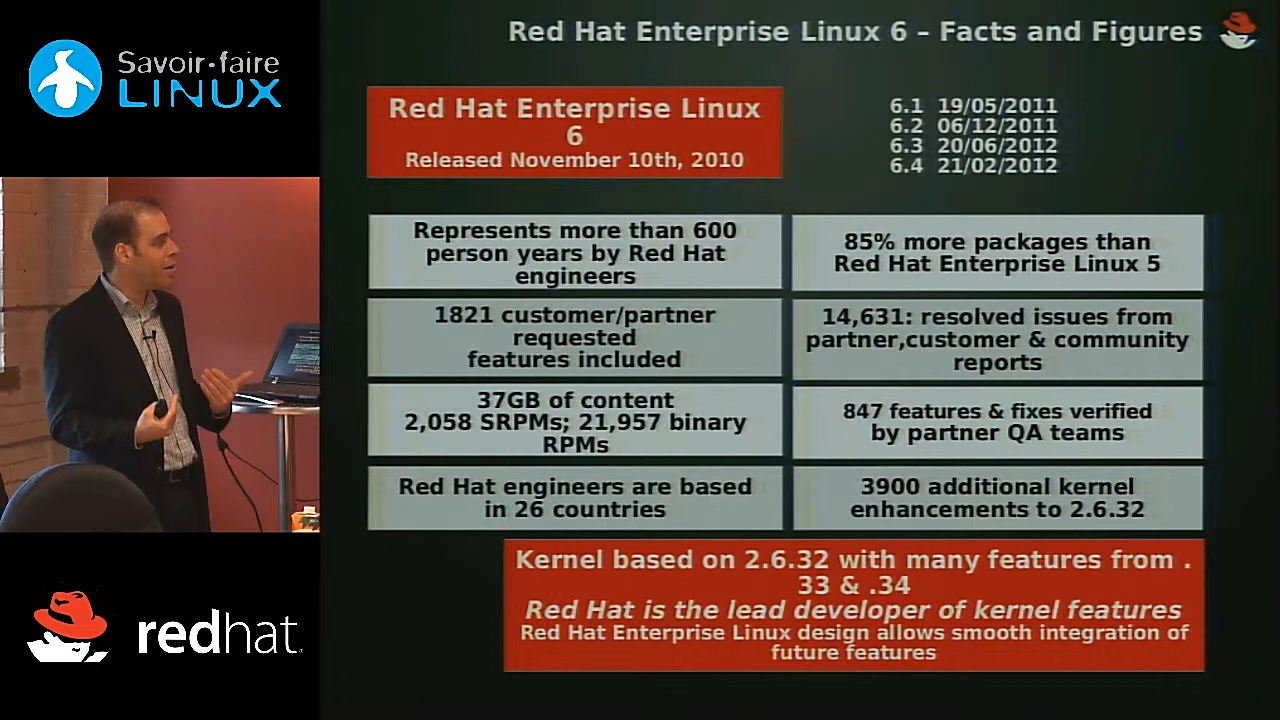 Savoir-faire
LINUX
Red Hat Enterprise Linux 6 – Facts and Figures
Red Hat Enterprise Linux
6
Released November 10th, 2010
6.1 19/05/2011
6.2 06/12/2011
6.3 20/06/2012
6.4 21/02/2012
Represents more than 600
person years by Red Hat
engineers
85% more packages than
Red Hat Enterprise Linux 5
1821 customer/partner
requested
features included
14,631: resolved issues from
partner,customer & community
reports
37GB of content
2,058 SRPMs; 21,957 binary
RPMs
847 features & fixes verified
by partner QA teams
Red Hat engineers are based
in 26 countries
3900 additional kernel
enhancements to 2.6.32
Kernel based on 2.6.32 with many features from .
33 & .34
Red Hat is the lead developer of kernel features
Red Hat Enterprise Linux design allows smooth integration of
future features
redhat.